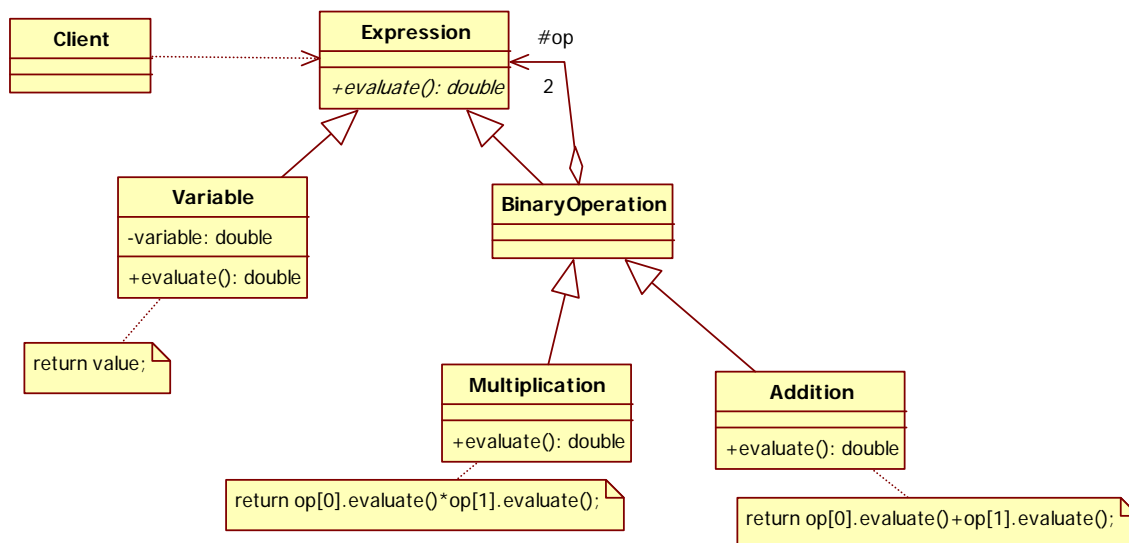 Client
Expression
+evaluate(): double
#op
2
Variable
-variable: double
+evaluate(): double
return value;
BinaryOperation
Multiplication
+evaluate(): double
return op[0].evaluate()*op[1].evaluate();
Addition
+evaluate(): double
return op[0].evaluate()+op[1].evaluate();